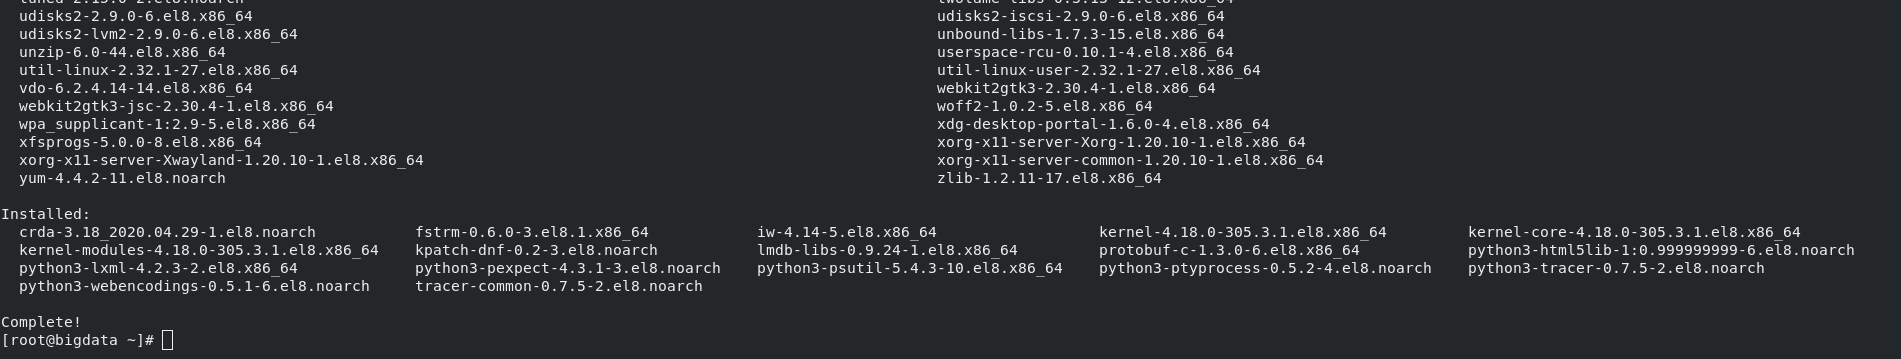 udisks2-2.9.0-6.el8.x86_64 udisks2-iscsi-2.9.0-6.el8.x86_64
udisks2-lvm2-2.9.0-6.el8.x86_64 unbound-libs-1.7.3-15.el8.x86_64
unzip-6.0-44.el8.x86_64 userspace-rcu-0.10.1-4.el8.x86_64
util-linux-2.32.1-27.el8.x86_64 util-linux-user-2.32.1-27.el8.x86_64
vdo-6.2.4.14-14.el8.x86_64 webkit2gtk3-2.30.4-1.el8.x86_64
webkit2gtk3-jsc-2.30.4-1.el8.x86_64 woff2-1.0.2-5.el8.x86_64
wpa_supplicant-1:2.9-5.el8.x86_64 xdg-desktop-portal-1.6.0-4.el8.x86_64
xfsprogs-5.0.0-8.el8.x86_64 xorg-x11-server-Xorg-1.20.10-1.el8.x86_64
xorg-x11-server-Xwayland-1.20.10-1.el8.x86_64 xorg-x11-server-common-1.20.10-1.el8.x86_64
yum-4.4.2-11.el8.noarch zlib-1.2.11-17.el8.x86_64
Installed:
crda-3.18_2020.04.29-1.el8.noarch fstrm-0.6.0-3.el8.1.x86_64 iw-4.14-5.el8.x86_64 kernel-4.18.0-305.3.1.el8.x86_64 kernel-core-4.18.0-305.3.1.el8.x86_64
kernel-modules-4.18.0-305.3.1.el8.x86_64 kpatch-dnf-0.2-3.el8.noarch lmdb-libs-0.9.24-1.el8.x86_64 protobuf-c-1.3.0-6.el8.x86_64 python3-html5lib-1:0.999999999-6.el8.noarch
python3-lxml-4.2.3-2.el8.x86_64 python3-pexpect-4.3.1-3.el8.noarch python3-psutil-5.4.3-10.el8.x86_64 python3-ptyprocess-0.5.2-4.el8.noarch python3-tracer-0.7.5-2.el8.noarch
python3-webencodings-0.5.1-6.el8.noarch tracer-common-0.7.5-2.el8.noarch
Complete!
[root@bigdata ~]#